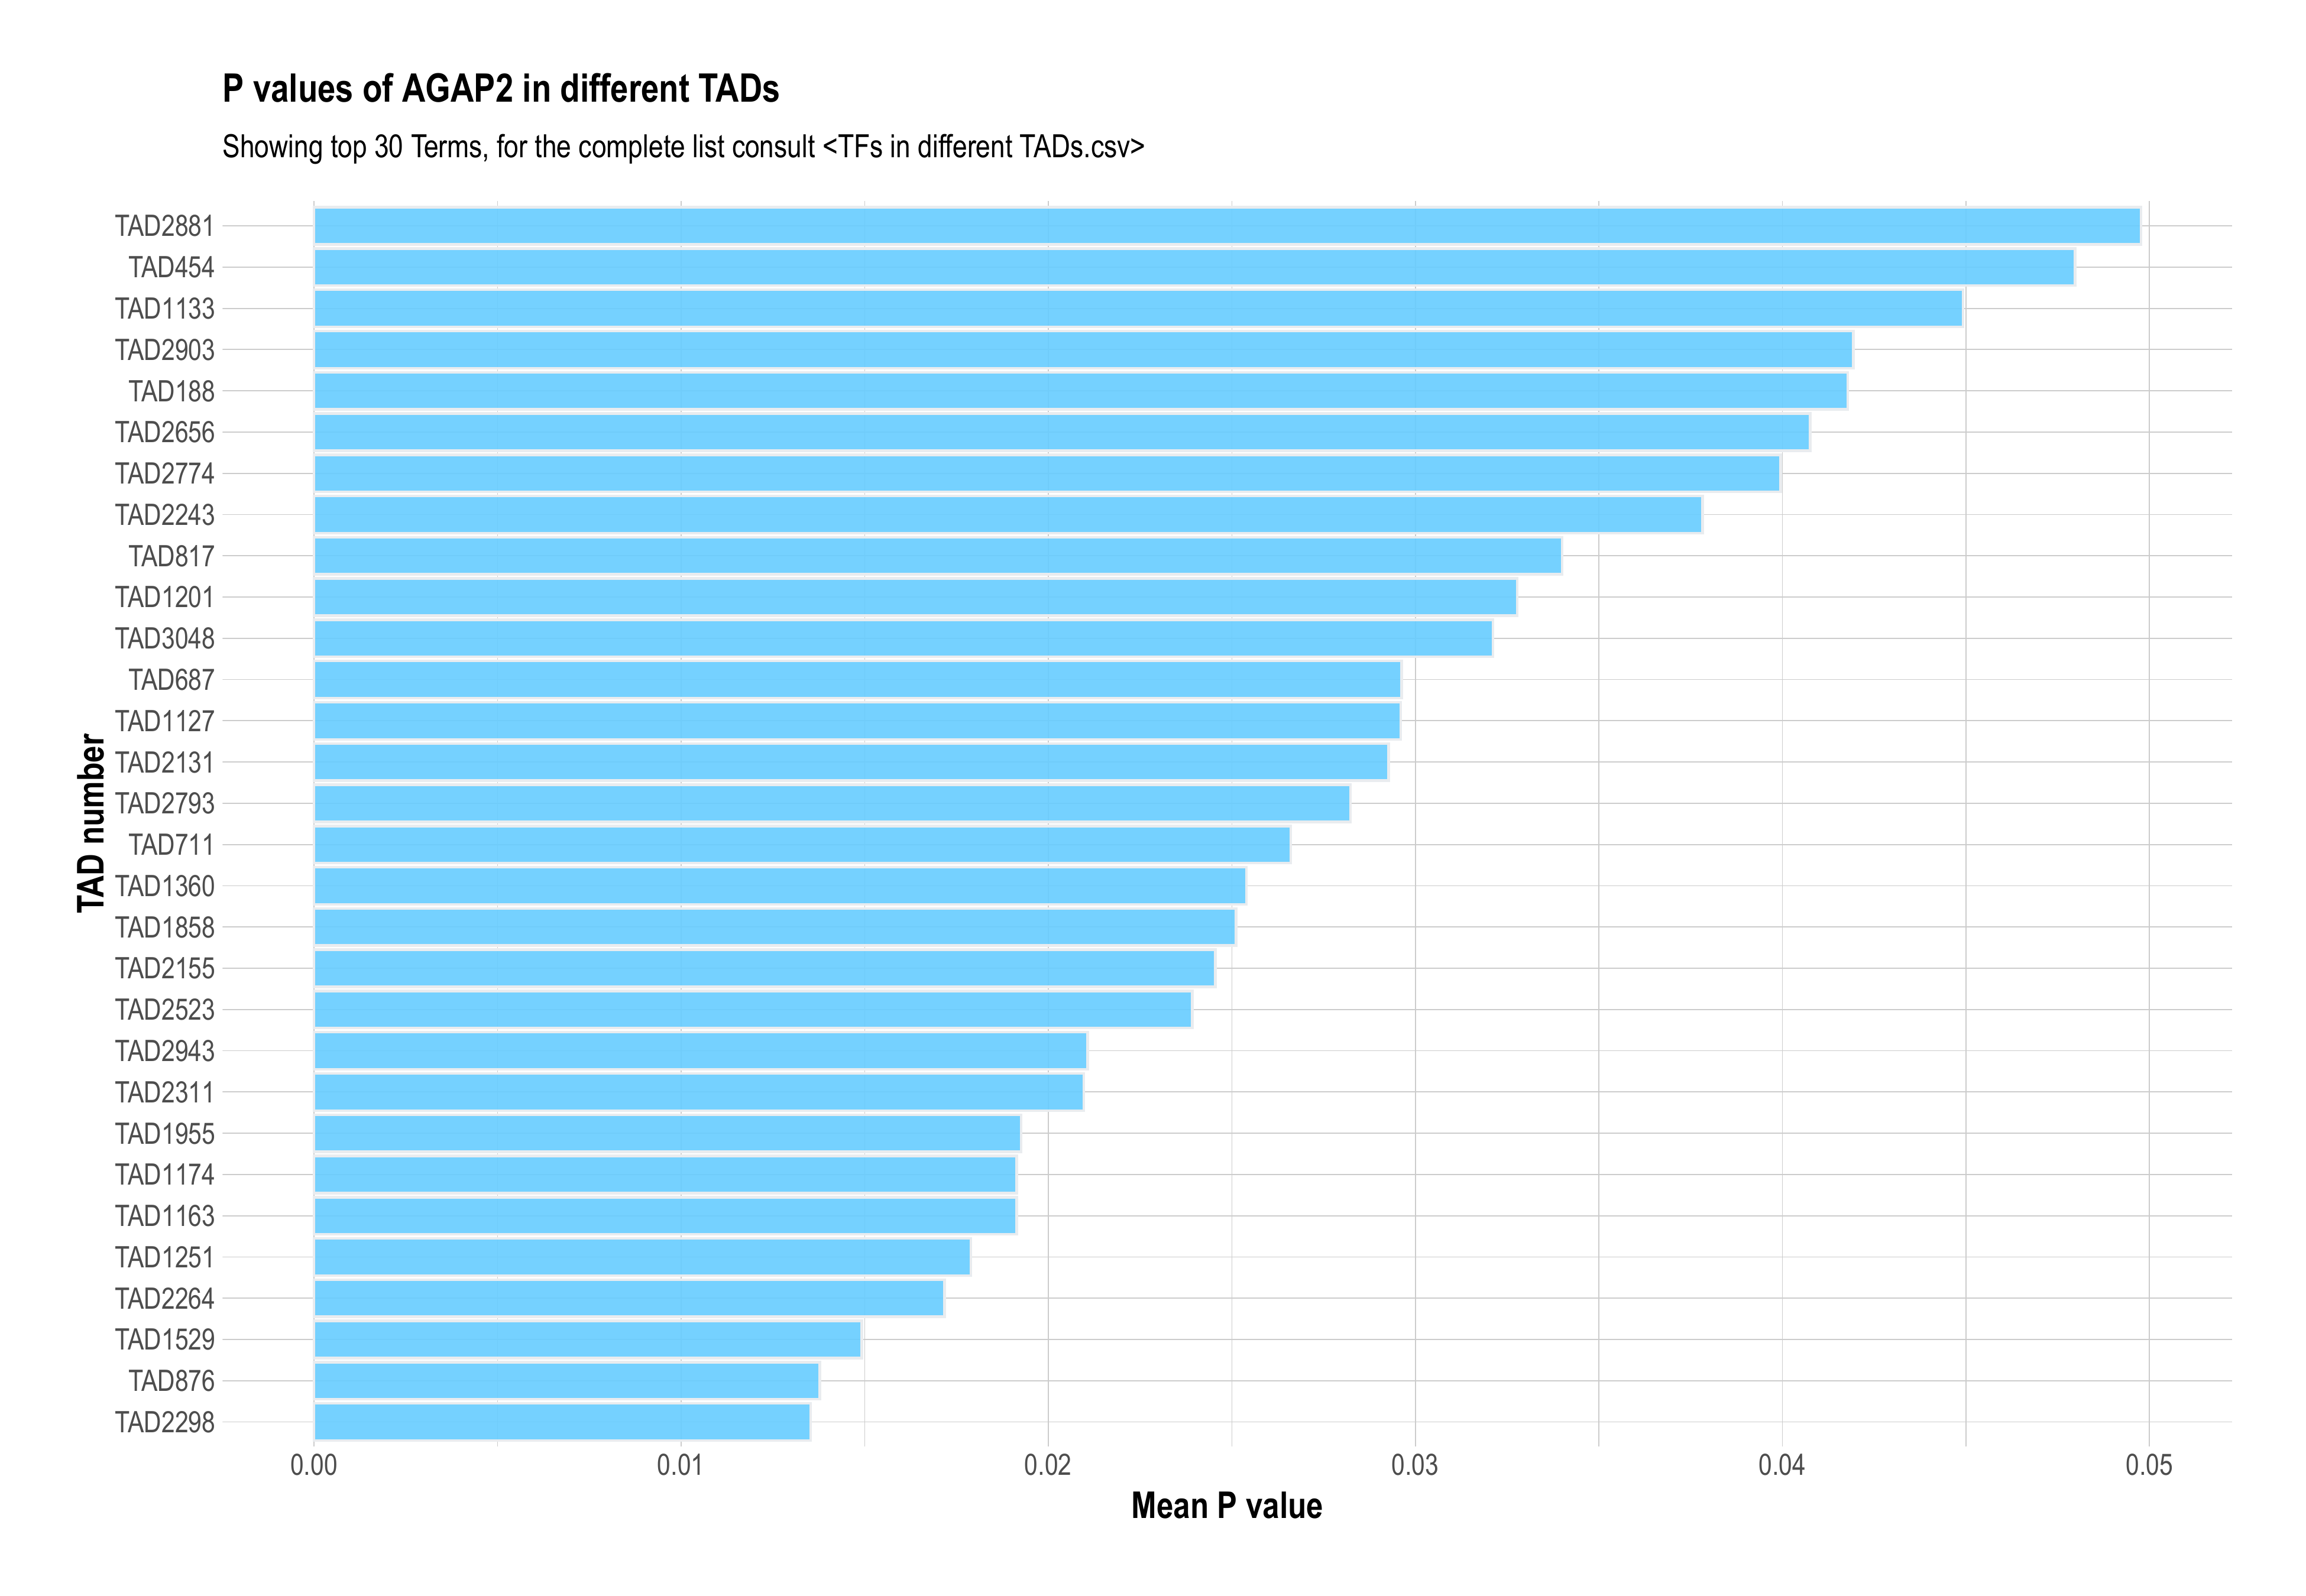 P values of AGAP2 in different TADs
Showing top 30 Terms, for the complete list consult <TFs in different TADs.csv>
TAD number
TAD2881
TAD454
TAD1133
TAD2903
TAD188
TAD2656
TAD2774
TAD2243
TAD817
TAD1201
TAD3048
TAD687
TAD1127
TAD2131
TAD2793
TAD711
TAD1360
TAD1858
TAD2155
TAD2523
TAD2943
TAD2311
TAD1955
TAD1174
TAD1163
TAD1251
TAD2264
TAD1529
TAD876
TAD2298
0.00 0.01 0.02 0.03 0.04 0.05
Mean P value